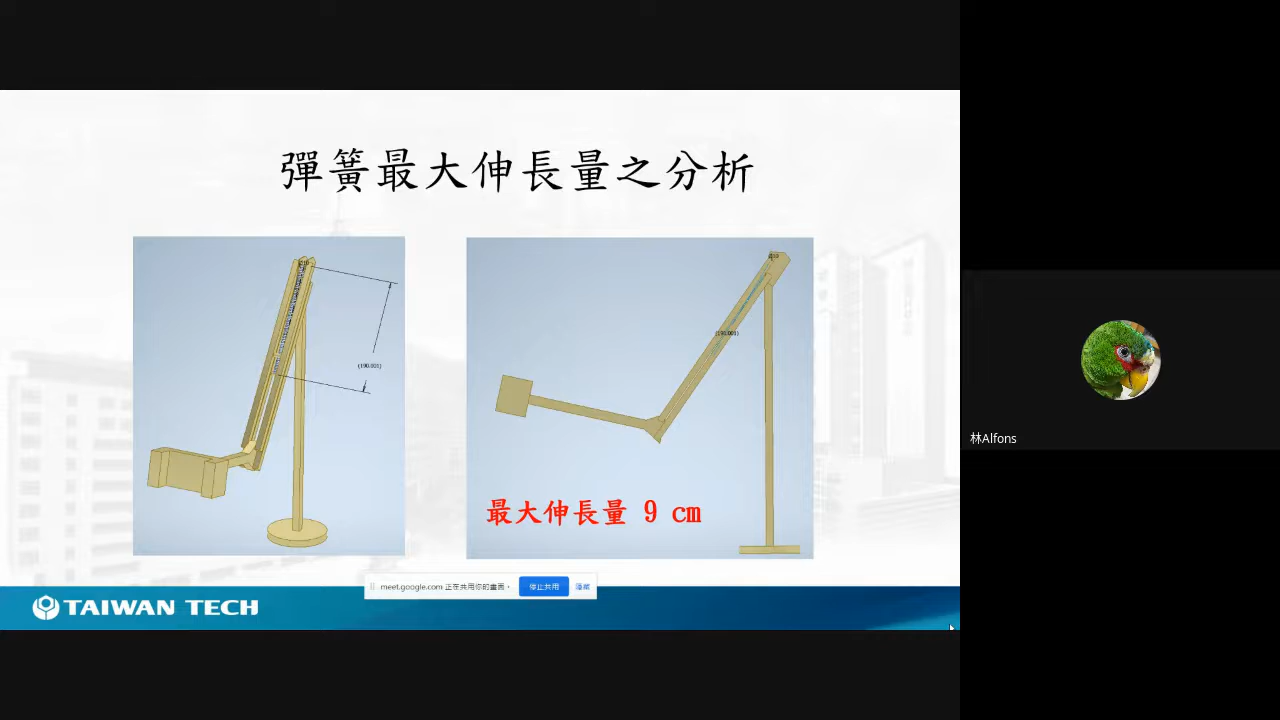 彈簧最大伸長量之分析
(190.001)
(190.001)
最大伸長量 9 cm
meet.google.com 正在共用你的畫面。
停止共用
隱藏
TAIWAN TECH
林Alfons